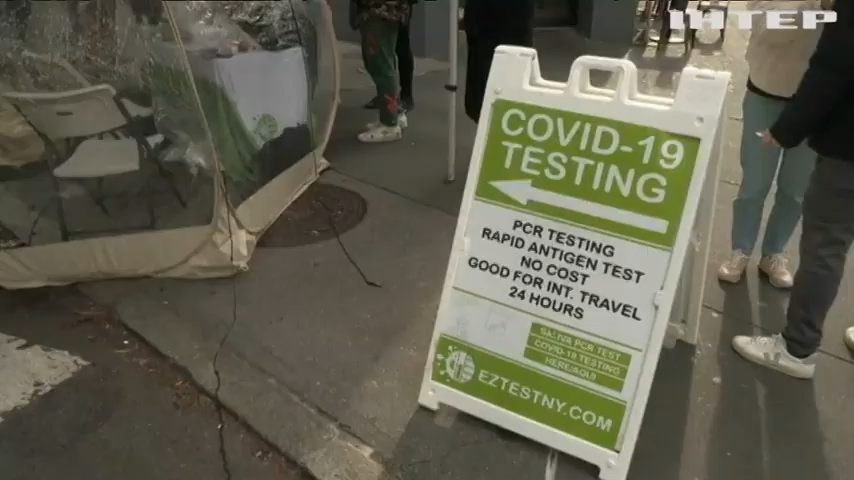 ІНТЕР
COVID-19
TESTING
PCR TESTING
RAPID ANTIGEN TEST
NO COST
GOOD FOR INT. TRAVEL
24 HOURS
SALIVA PCR TEST
COVID-19 TESTING
EZTESTNY.COM